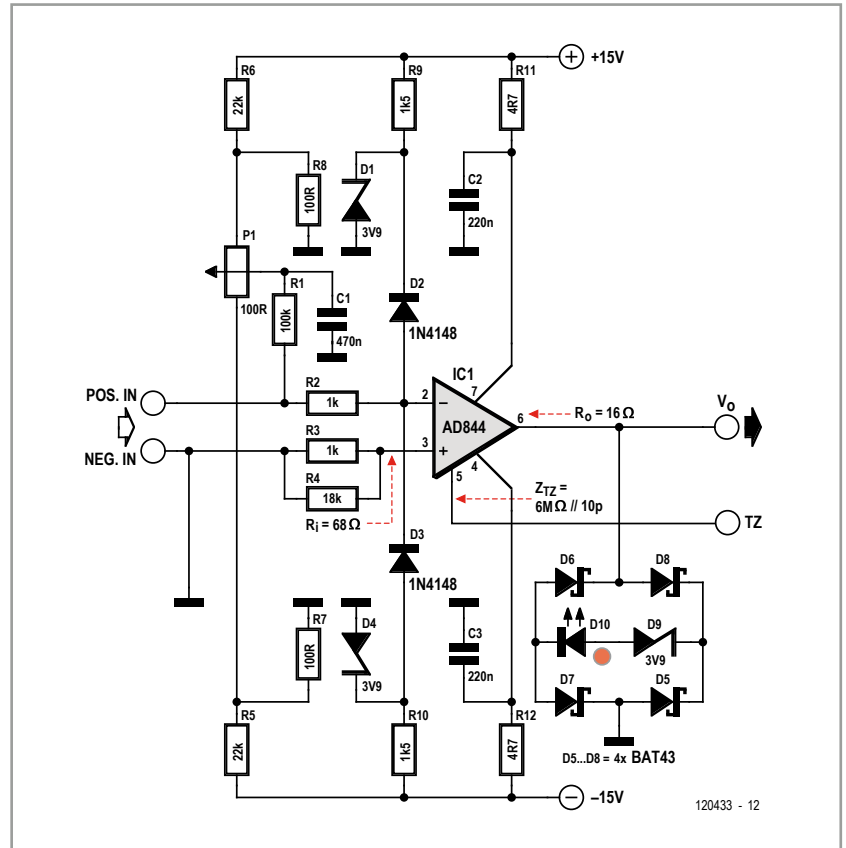 +15V
R6
22k
R9
1k5
R11
4R7
R8
100R
D1
3V9
C2
220n
P1
100R
R1
100k
C1
470n
D2
1N4148
IC1
POS. IN
R2
1k
2
–
7
AD844
6
Ro = 16 Ω
Vo
NEG. IN
R3
1k
3
+
4
5
R4
18k
Ri = 68 Ω
ZTZ =
6MΩ // 10p
TZ
D3
1N4148
D6
D8
D10
D9
3V9
D7
D5
R7
100R
D4
3V9
C3
220n
R5
22k
R10
1k5
R12
4R7
D5...D8 = 4x BAT43
–15V
120433 - 12